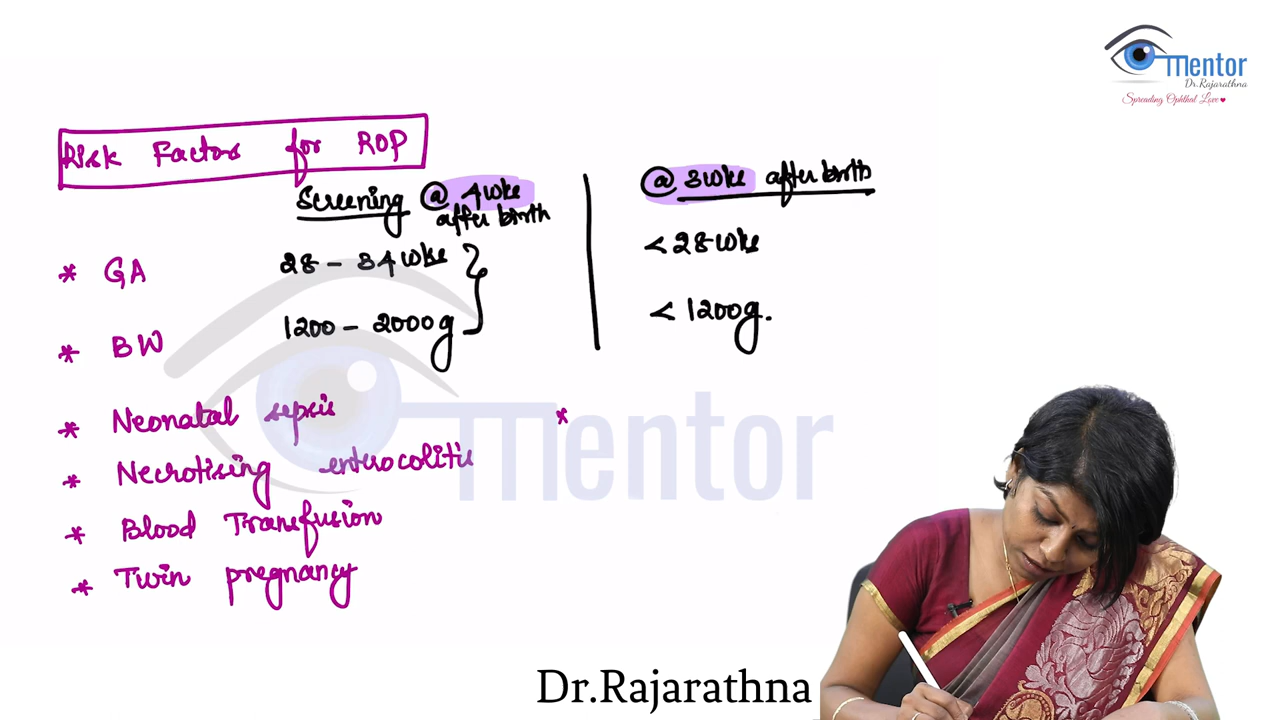 mentor
Dr.Rajarathna
Spreading Ophthal Love
Risk Factors for ROP
Screening @ 4wks
after birth
@ 3wks after birth
* GA 28 - 34wks < 28wks
* BW 1200 - 2000g < 1200g.
* Neonatal sepsis *
* Necrotising enterocolitis
* Blood Transfusion
* Twin pregnancy
mentor
Dr.Rajarathna